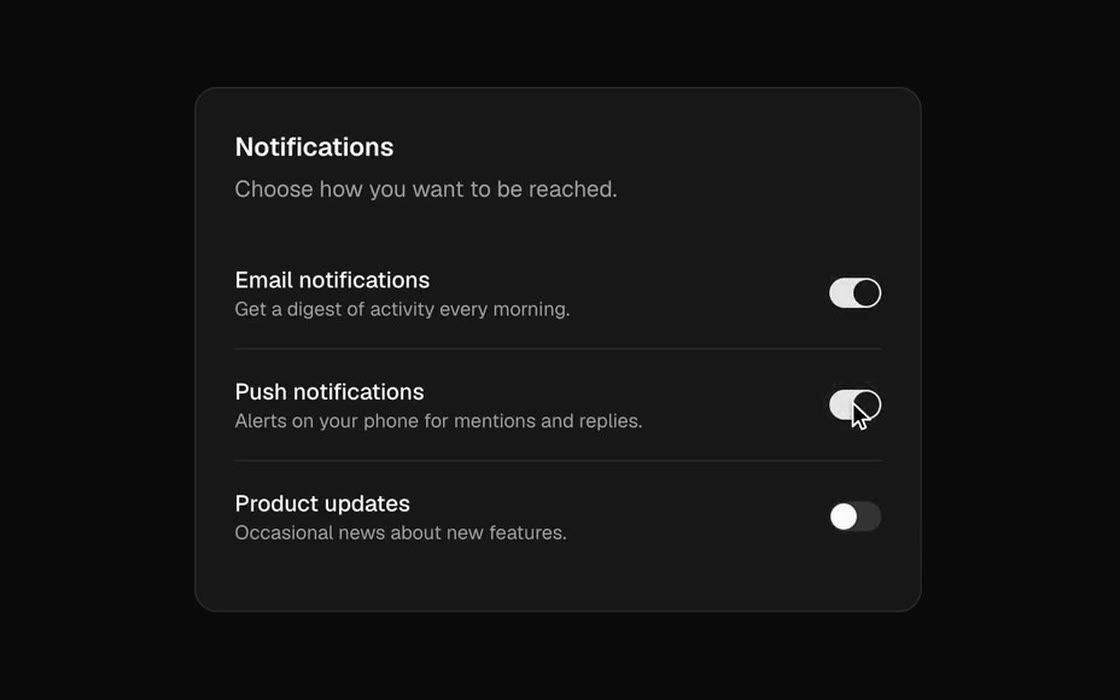 Notifications
Choose how you want to be reached.
Email notifications
Get a digest of activity every morning.
Push notifications
Alerts on your phone for mentions and replies.
Product updates
Occasional news about new features.